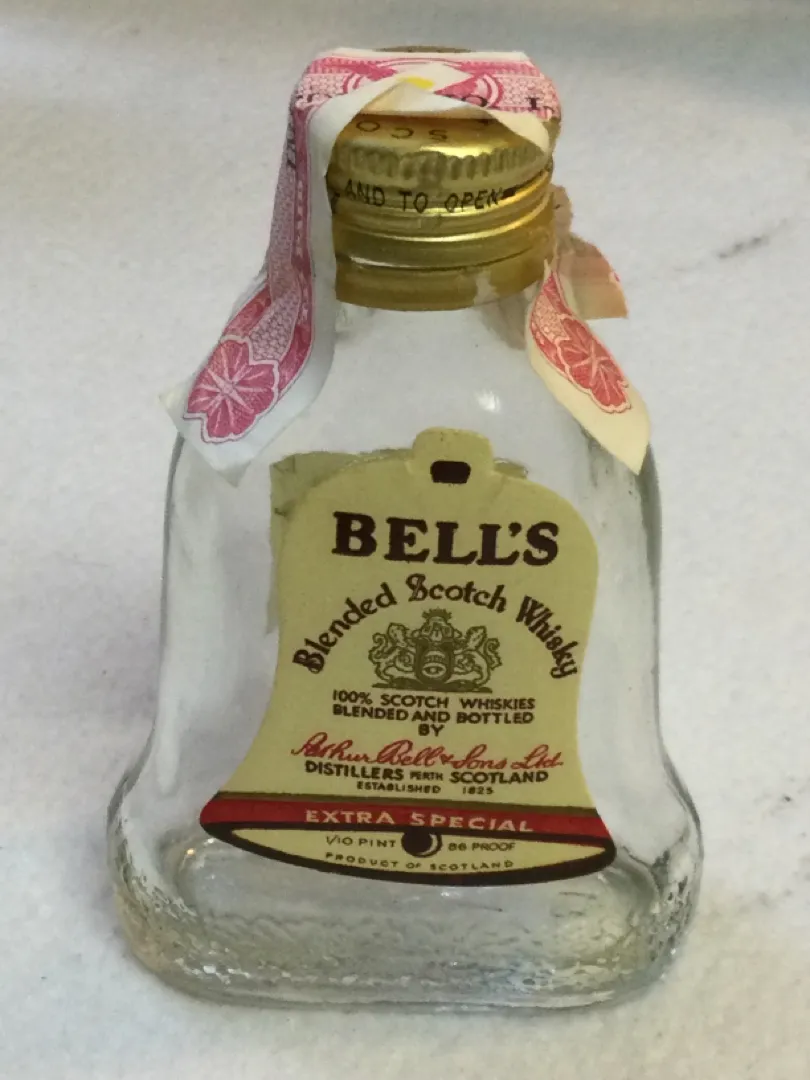 SCO
AND TO OPEN
BELL'S
Blended Scotch Whisky
100% SCOTCH WHISKIES
BLENDED AND BOTTLED
BY
Arthur Bell & Sons Ltd
DISTILLERS PERTH SCOTLAND
ESTABLISHED 1825
EXTRA SPECIAL
1/10 PINT 86 PROOF
PRODUCT OF SCOTLAND